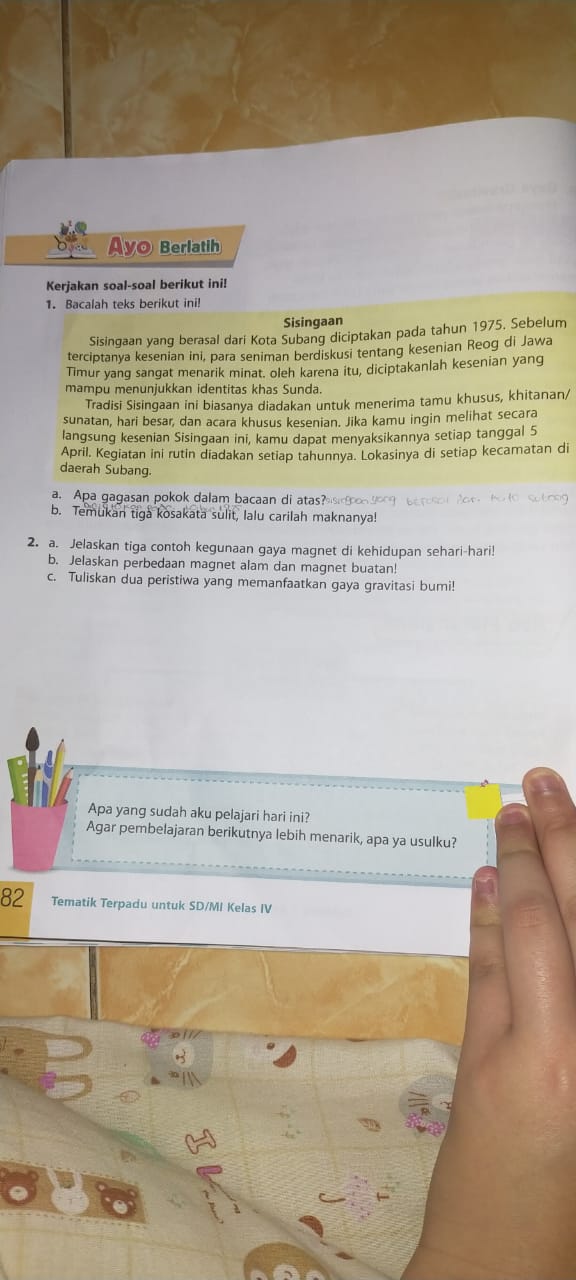 Ayo Berlatih
Kerjakan soal-soal berikut ini!
1. Bacalah teks berikut ini!
Sisingaan
Sisingaan yang berasal dari Kota Subang diciptakan pada tahun 1975. Sebelum
terciptanya kesenian ini, para seniman berdiskusi tentang kesenian Reog di Jawa
Timur yang sangat menarik minat. oleh karena itu, diciptakanlah kesenian yang
mampu menunjukkan identitas khas Sunda.
Tradisi Sisingaan ini biasanya diadakan untuk menerima tamu khusus, khitanan/
sunatan, hari besar, dan acara khusus kesenian. Jika kamu ingin melihat secara
langsung kesenian Sisingaan ini, kamu dapat menyaksikannya setiap tanggal 5
April. Kegiatan ini rutin diadakan setiap tahunnya. Lokasinya di setiap kecamatan di
daerah Subang.
a. Apa gagasan pokok dalam bacaan di atas? sisingaan yang berasal dari kota subang
b. Temukan tiga kosakata sulit, lalu carilah maknanya!
2. a. Jelaskan tiga contoh kegunaan gaya magnet di kehidupan sehari-hari!
b. Jelaskan perbedaan magnet alam dan magnet buatan!
c. Tuliskan dua peristiwa yang memanfaatkan gaya gravitasi bumi!
Apa yang sudah aku pelajari hari ini?
Agar pembelajaran berikutnya lebih menarik, apa ya usulku?
82 Tematik Terpadu untuk SD/MI Kelas IV